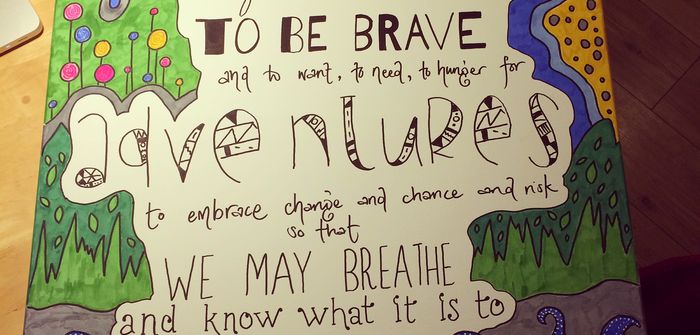 TO BE BRAVE
and to want, to need, to hunger for
adventures
to embrace change and chance and risk
so that
WE MAY BREATHE
and know what it is to